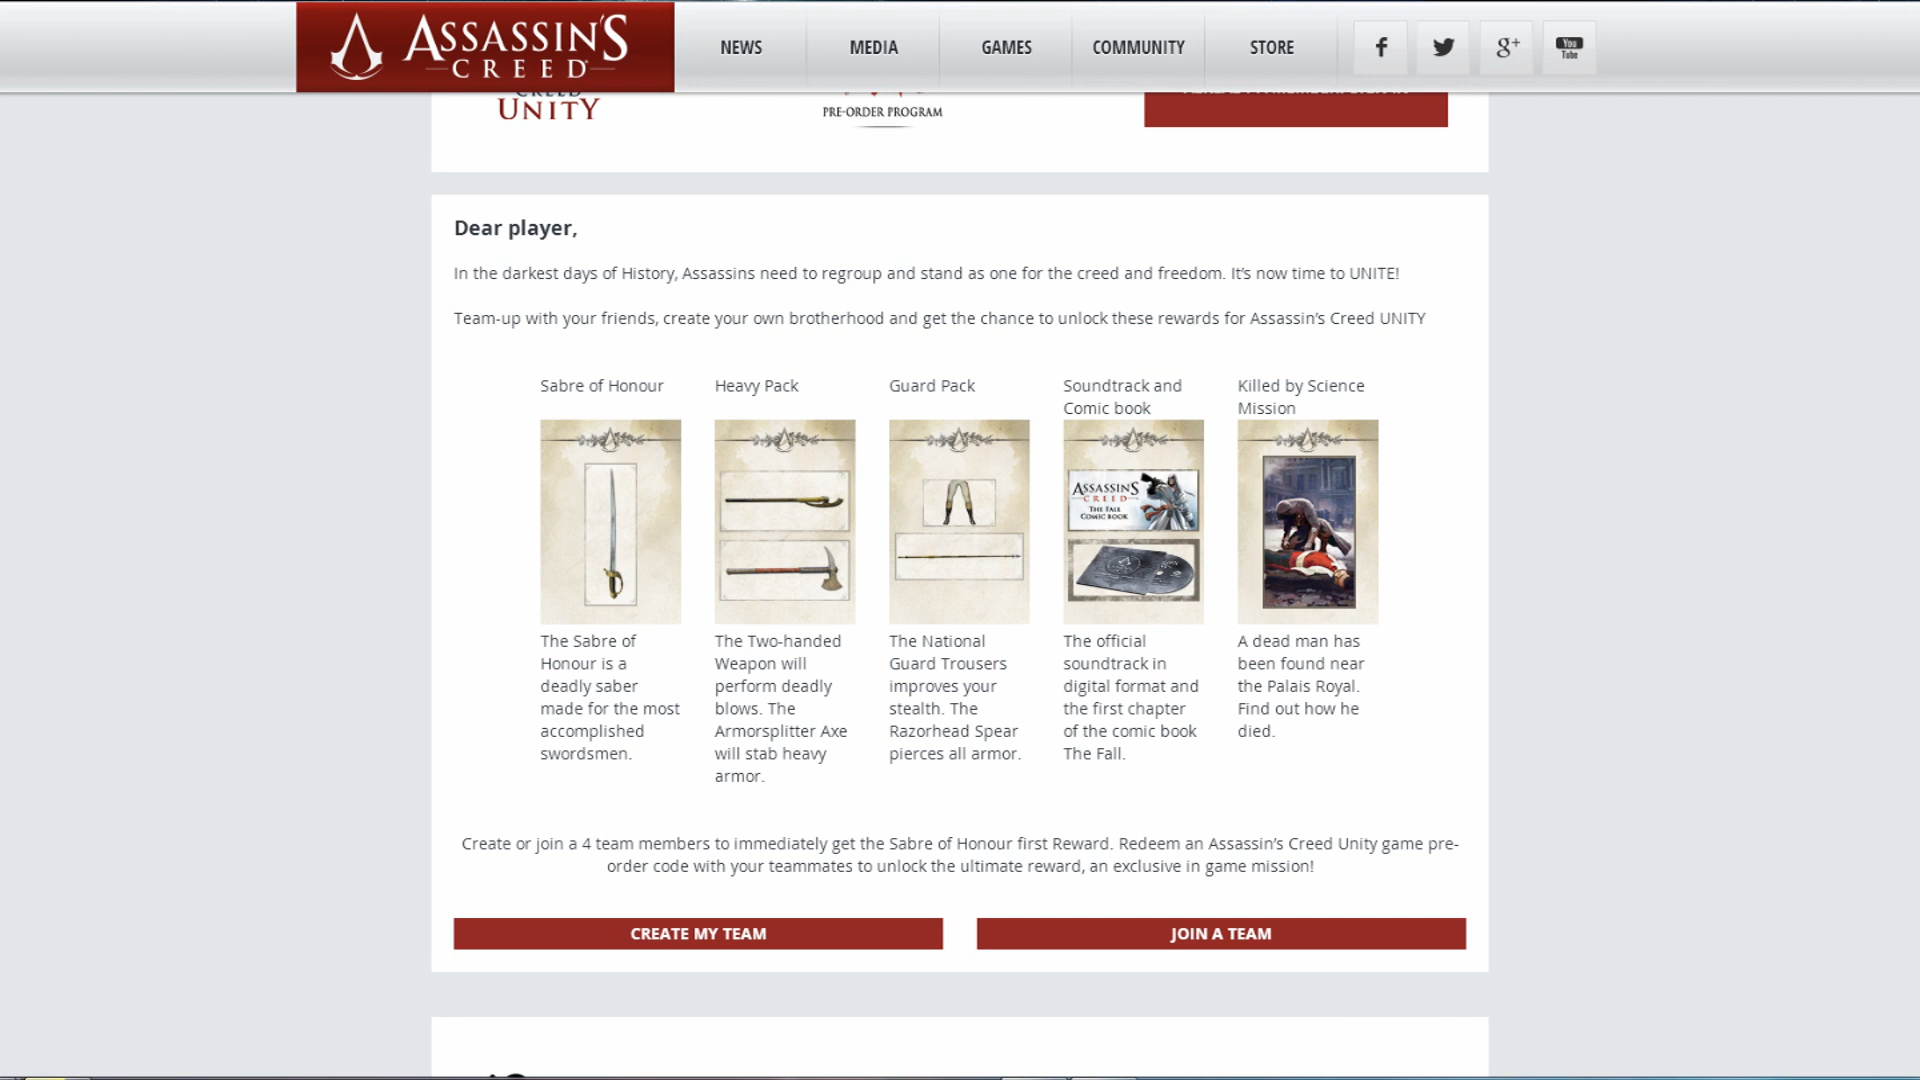 ASSASSIN'S
CREED
NEWS
MEDIA
GAMES
COMMUNITY
STORE
f
g+
You
Tube
UNITY
PRE-ORDER PROGRAM
Dear player,
In the darkest days of History, Assassins need to regroup and stand as one for the creed and freedom. It's now time to UNITE!
Team-up with your friends, create your own brotherhood and get the chance to unlock these rewards for Assassin's Creed UNITY
Sabre of Honour
The Sabre of
Honour is a
deadly saber
made for the most
accomplished
swordsmen.
Heavy Pack
The Two-handed
Weapon will
perform deadly
blows. The
Armorsplitter Axe
will stab heavy
armor.
Guard Pack
The National
Guard Trousers
improves your
stealth. The
Razorhead Spear
pierces all armor.
Soundtrack and
Comic book
ASSASSIN'S
CREED
THE FALL
COMIC BOOK
The official
soundtrack in
digital format and
the first chapter
of the comic book
The Fall.
Killed by Science
Mission
A dead man has
been found near
the Palais Royal.
Find out how he
died.
Create or join a 4 team members to immediately get the Sabre of Honour first Reward. Redeem an Assassin's Creed Unity game pre-
order code with your teammates to unlock the ultimate reward, an exclusive in game mission!
CREATE MY TEAM
JOIN A TEAM